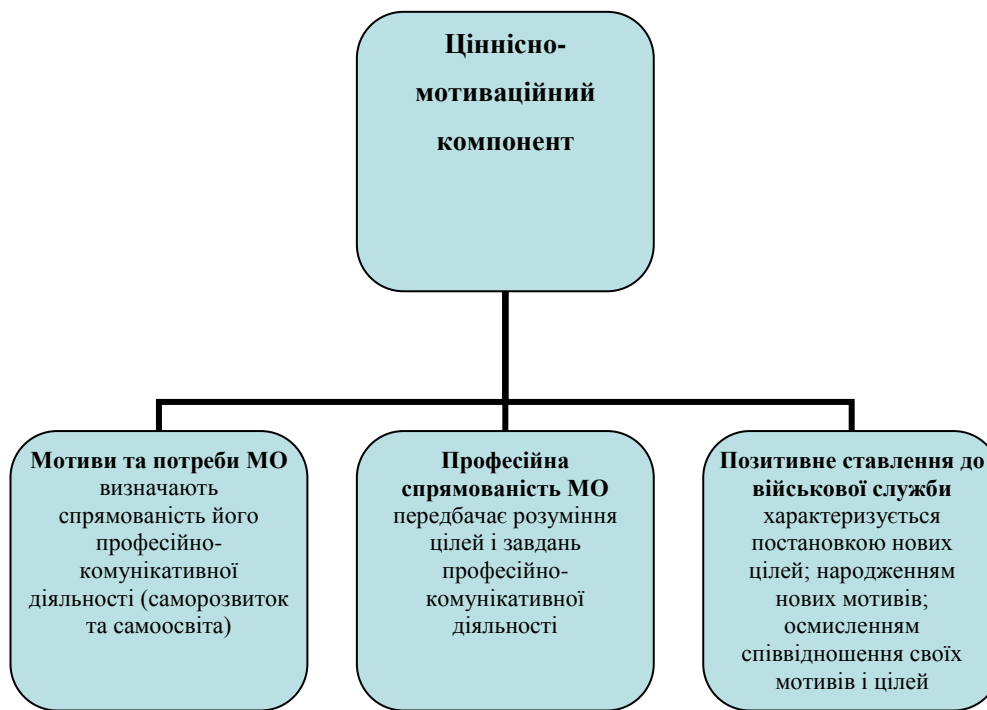 Ціннісно-
мотиваційний
компонент
Мотиви та потреби МО
визначають
спрямованість його
професійно-
комунікативної
діяльності (саморозвиток
та самоосвіта)
Професійна
спрямованість МО
передбачає розуміння
цілей і завдань
професійно-
комунікативної
діяльності
Позитивне ставлення до
військової служби
характеризується
постановкою нових
цілей; народженням
нових мотивів;
осмисленням
співвідношення своїх
мотивів і цілей